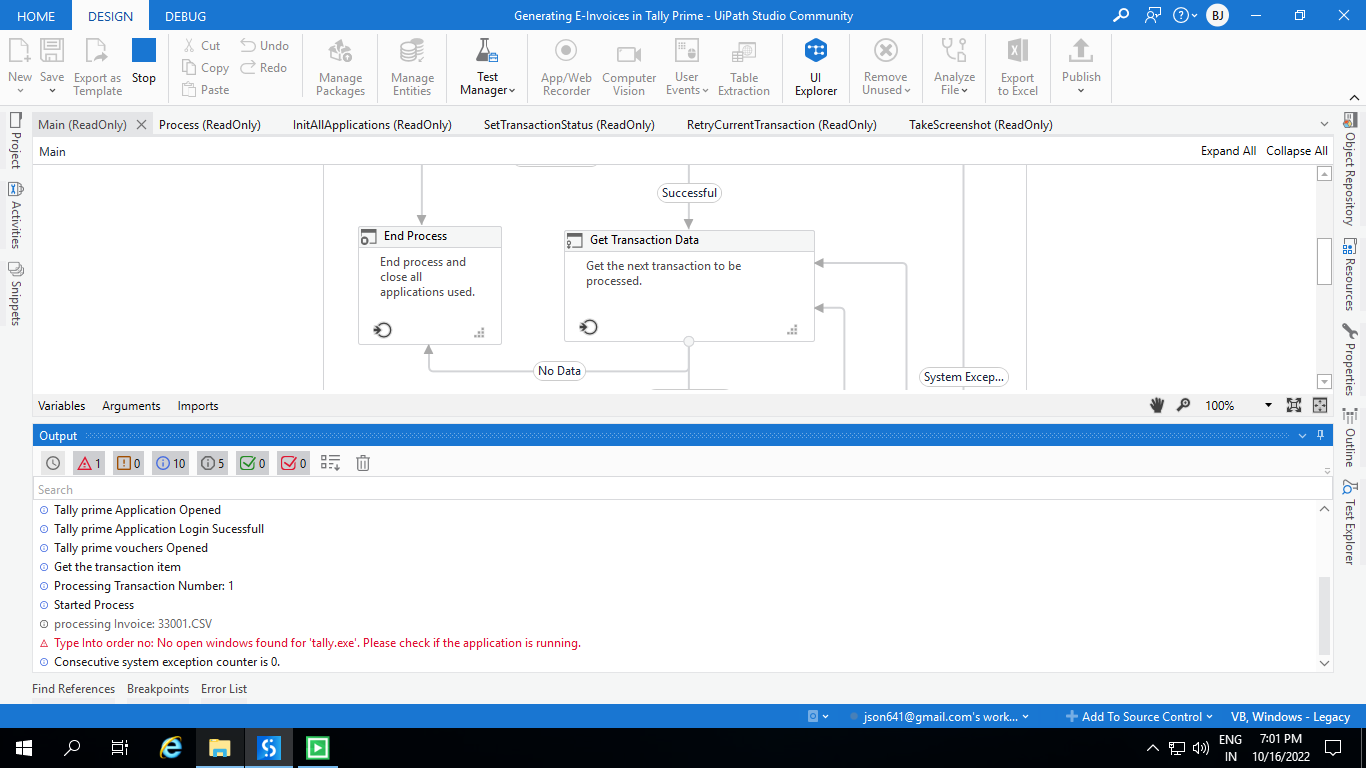 HOME DESIGN DEBUG Generating E-Invoices in Tally Prime - UiPath Studio Community BJ
New Save Export as Template Stop Cut Copy Paste Undo Redo Manage Packages Manage Entities Test Manager App/Web Recorder Computer Vision User Events Table Extraction UI Explorer Remove Unused Analyze File Export to Excel Publish
Main (ReadOnly) Process (ReadOnly) InitAllApplications (ReadOnly) SetTransactionStatus (ReadOnly) RetryCurrentTransaction (ReadOnly) TakeScreenshot (ReadOnly)
Project
Activities
Snippets
Main Expand All Collapse All
Successful
End Process
End process and
close all
applications used.
Get Transaction Data
Get the next transaction to be
processed.
No Data
System Excep...
Object Repository
Resources
Properties
Outline
Test Explorer
Variables Arguments Imports 100%
Output
1 0 10 5 0 0
Search
Tally prime Application Opened
Tally prime Application Login Sucessfull
Tally prime vouchers Opened
Get the transaction item
Processing Transaction Number: 1
Started Process
processing Invoice: 33001.CSV
Type Into order no: No open windows found for 'tally.exe'. Please check if the application is running.
Consecutive system exception counter is 0.
Find References Breakpoints Error List
json641@gmail.com's work... Add To Source Control VB, Windows - Legacy
ENG 7:01 PM
IN 10/16/2022